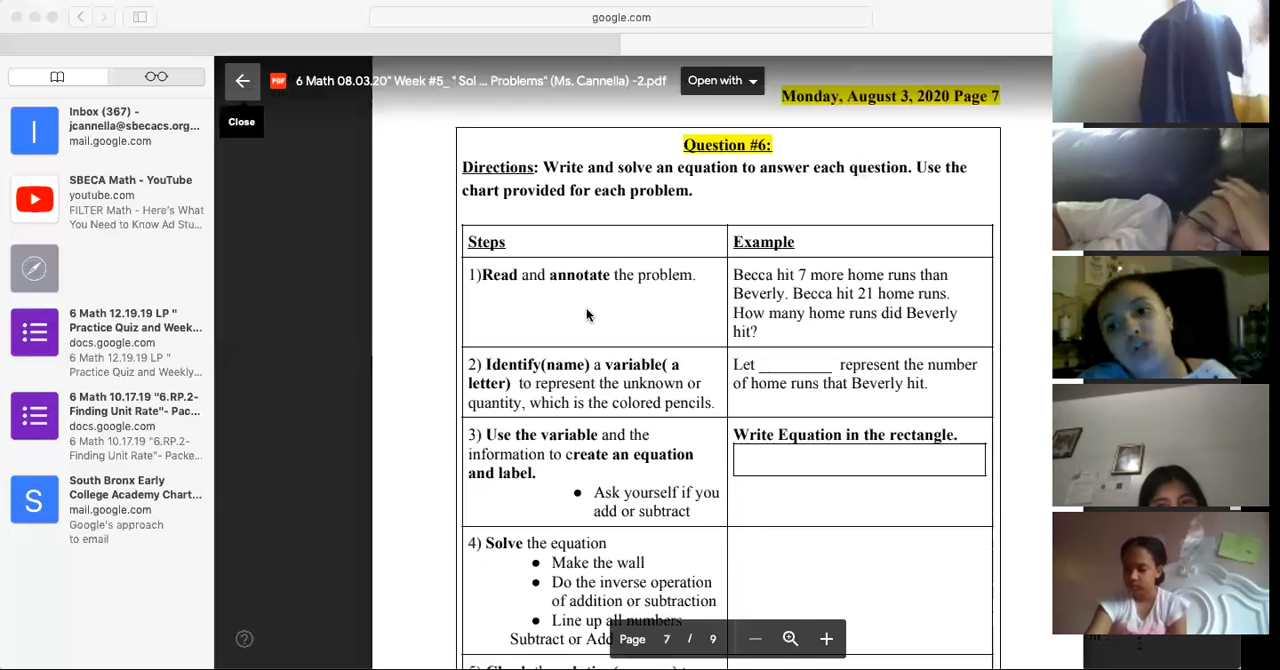 google.com
6 Math 08.03.20" Week #5_ " Sol ... Problems" (Ms. Cannella) -2.pdf
Open with
Close
Inbox (367) -
jcannella@sbecacs.org...
mail.google.com
SBECA Math - YouTube
youtube.com
FILTER Math - Here's What
You Need to Know Ad Stu...
6 Math 12.19.19 LP "
Practice Quiz and Week...
docs.google.com
6 Math 12.19.19 LP "
Practice Quiz and Weekly...
6 Math 10.17.19 "6.RP.2-
Finding Unit Rate"- Pac...
docs.google.com
6 Math 10.17.19 "6.RP.2-
Finding Unit Rate"- Packe...
S
South Bronx Early
College Academy Chart...
mail.google.com
Google's approach
to email
Monday, August 3, 2020 Page 7
Question #6:
Directions: Write and solve an equation to answer each question. Use the
chart provided for each problem.
Steps
Example
1)Read and annotate the problem.
Becca hit 7 more home runs than
Beverly. Becca hit 21 home runs.
How many home runs did Beverly
hit?
2) Identify(name) a variable( a
letter) to represent the unknown or
quantity, which is the colored pencils.
Let _________ represent the number
of home runs that Beverly hit.
3) Use the variable and the
information to create an equation
and label.
● Ask yourself if you
add or subtract
Write Equation in the rectangle.
4) Solve the equation
● Make the wall
● Do the inverse operation
of addition or subtraction
● Line up all numbers
Subtract or Add
Page 7 / 9